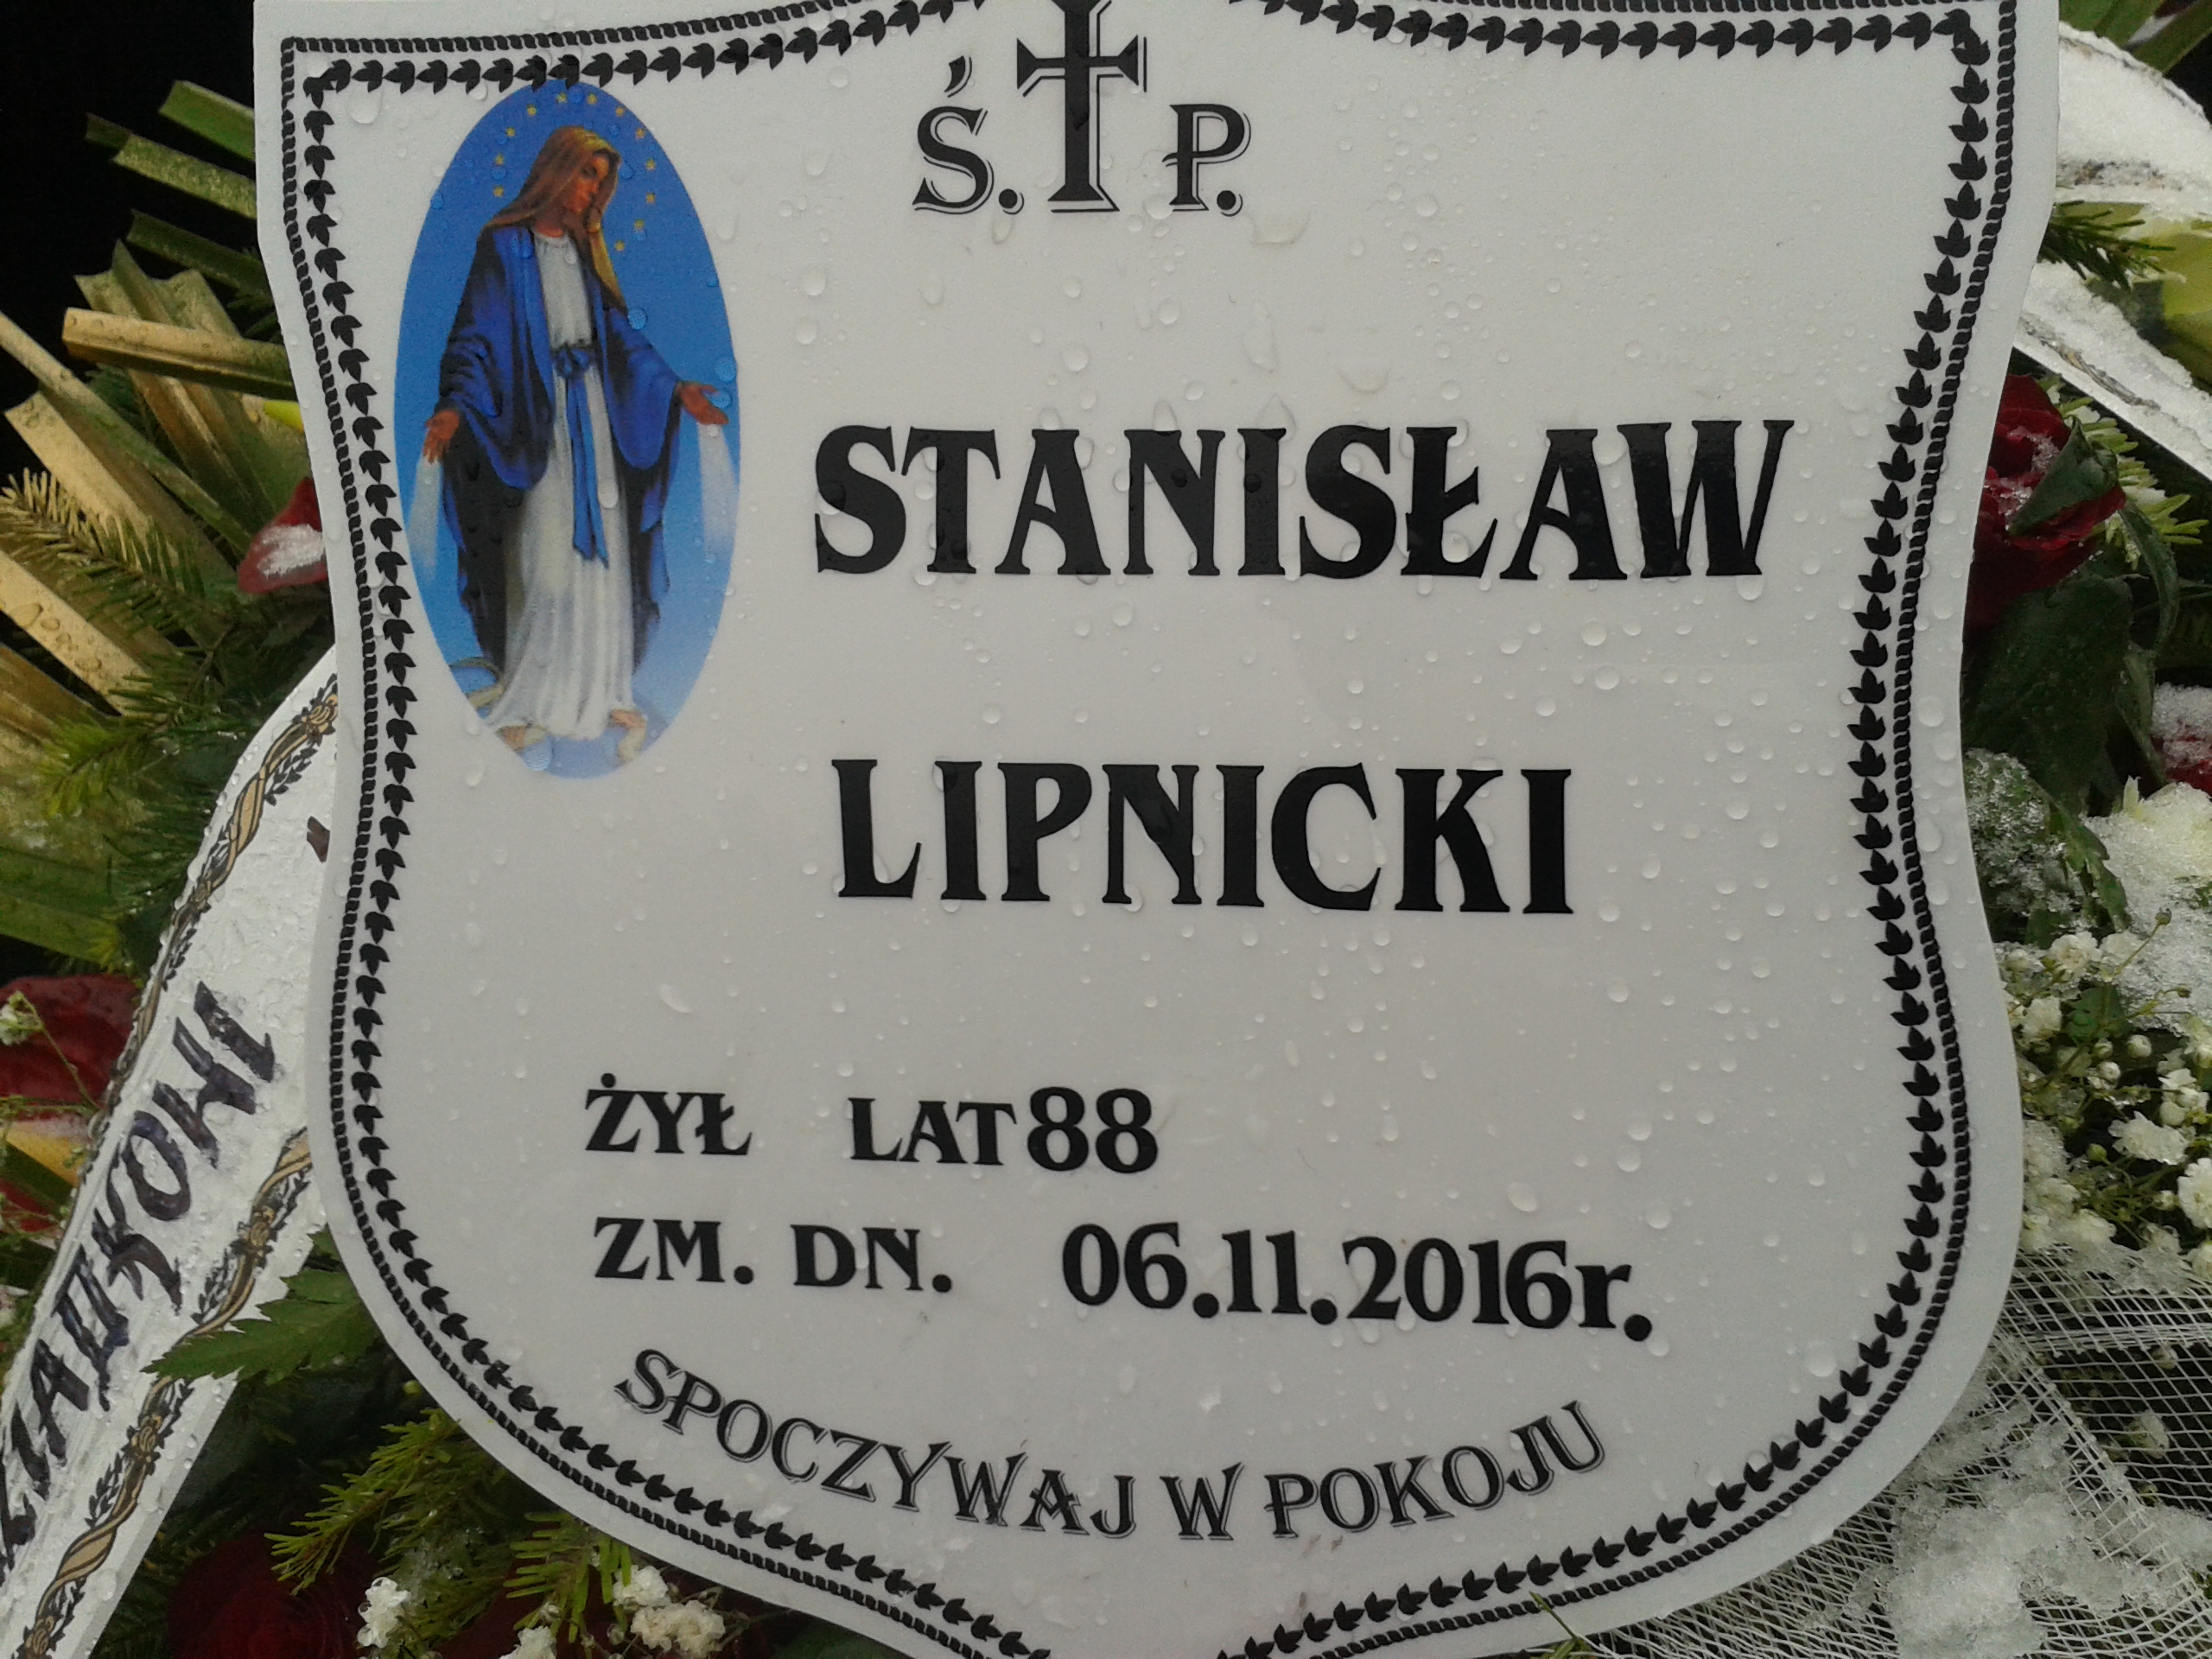 Ś. P.
STANISŁAW
LIPNICKI
ŻYŁ LAT 88
ZM. DN. 06.11.2016r.
SPOCZYWAJ W POKOJU